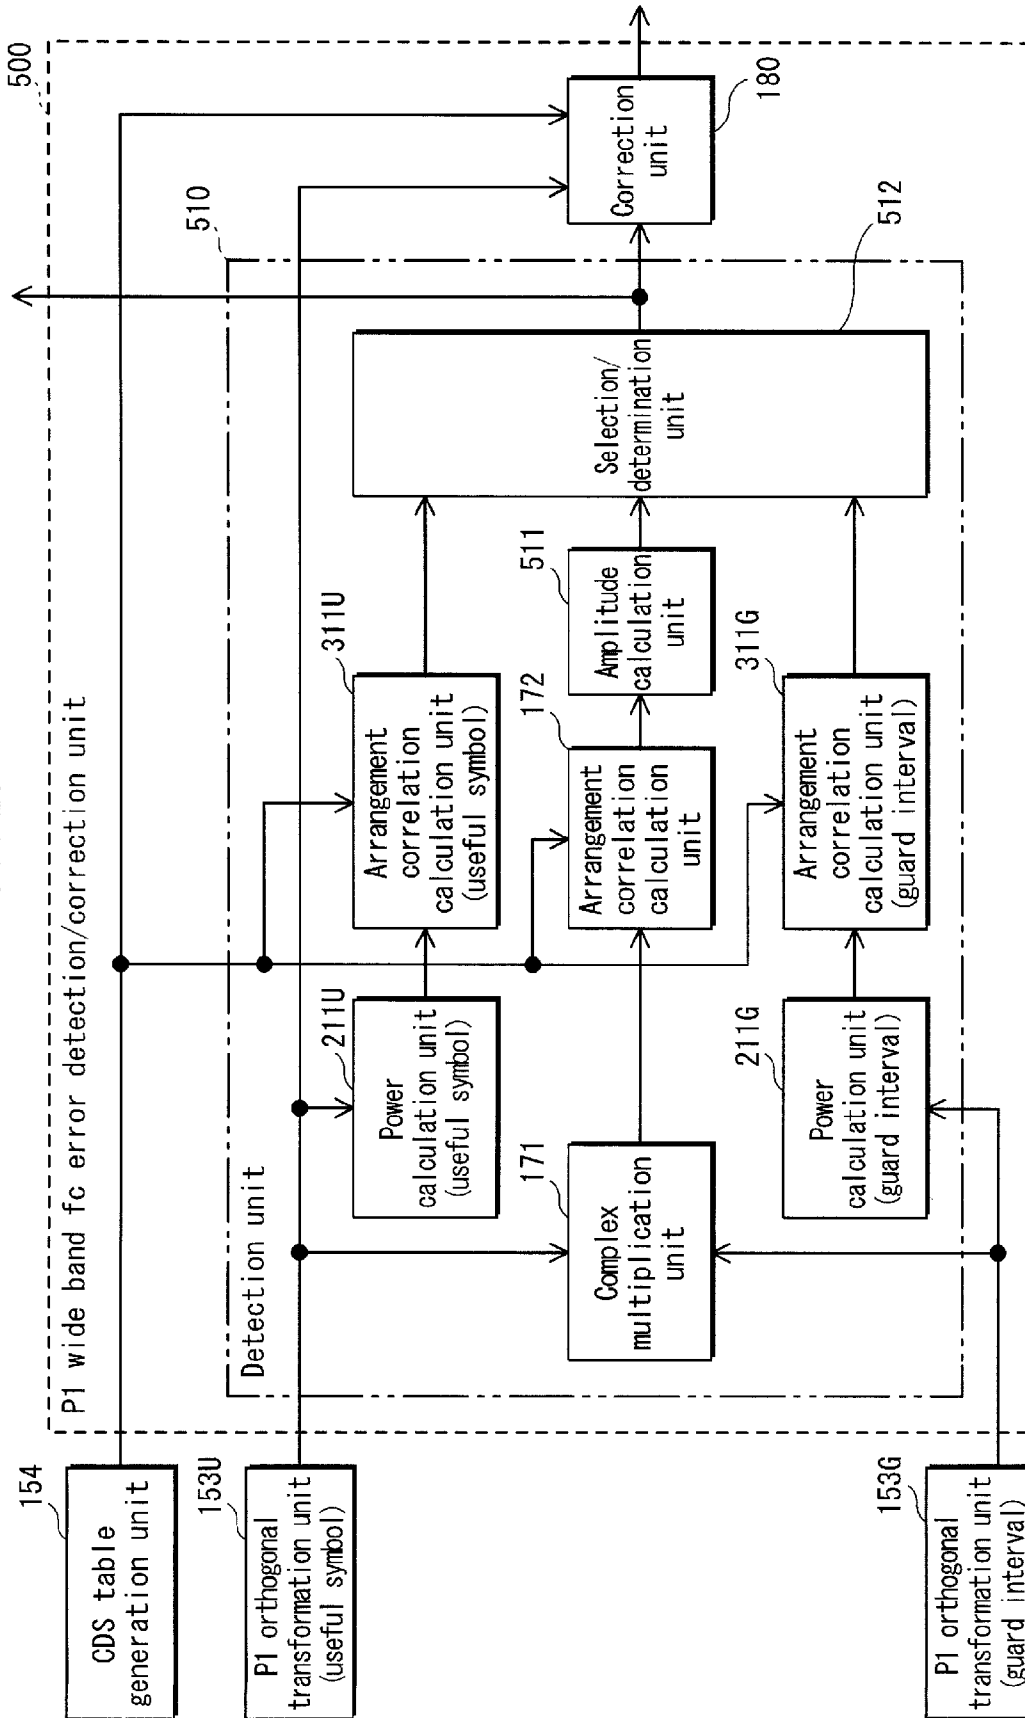 500
P1 wide band fc error detection/correction unit
154
CDS table
generation unit
510
Detection unit
153U
P1 orthogonal
transformation unit
(useful symbol)
211U
Power
calculation unit
(useful symbol)
311U
Arrangement
correlation
calculation unit
(useful symbol)
171
Complex
multiplication
unit
172
Arrangement
correlation
calculation
unit
511
Amplitude
calculation
unit
Selection/
determination
unit
512
Correction
unit
180
211G
Power
calculation unit
(guard interval)
311G
Arrangement
correlation
calculation unit
(guard interval)
153G
P1 orthogonal
transformation unit
(guard interval)